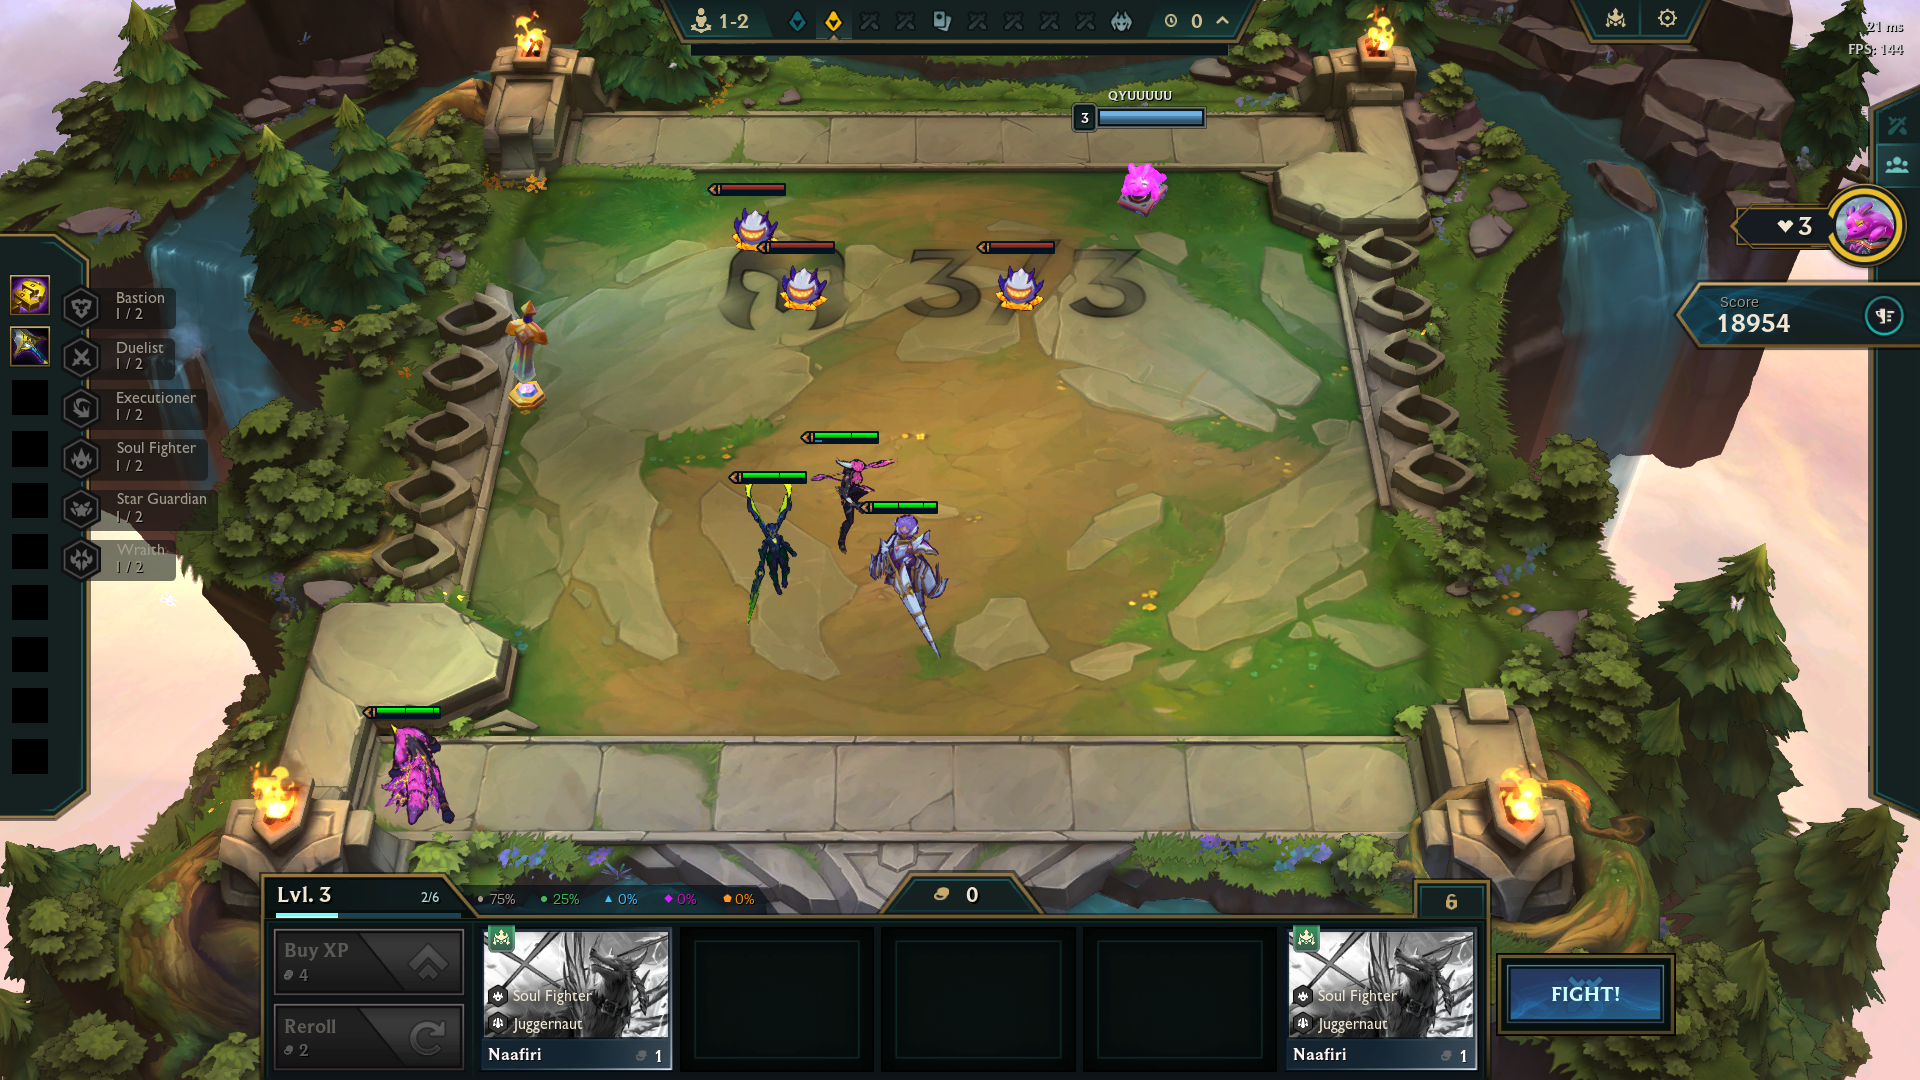 1-2
0
21 ms
FPS: 144
QYUUUUU
3
3
3/3
Score
18954
Bastion
1 / 2
Duelist
1 / 2
Executioner
1 / 2
Soul Fighter
1 / 2
Star Guardian
1 / 2
Wraith
1 / 2
Lvl. 3
2/6
75%
25%
0%
0%
0%
0
6
Buy XP
4
Reroll
2
Soul Fighter
Juggernaut
Naafiri
1
Soul Fighter
Juggernaut
Naafiri
1
FIGHT!